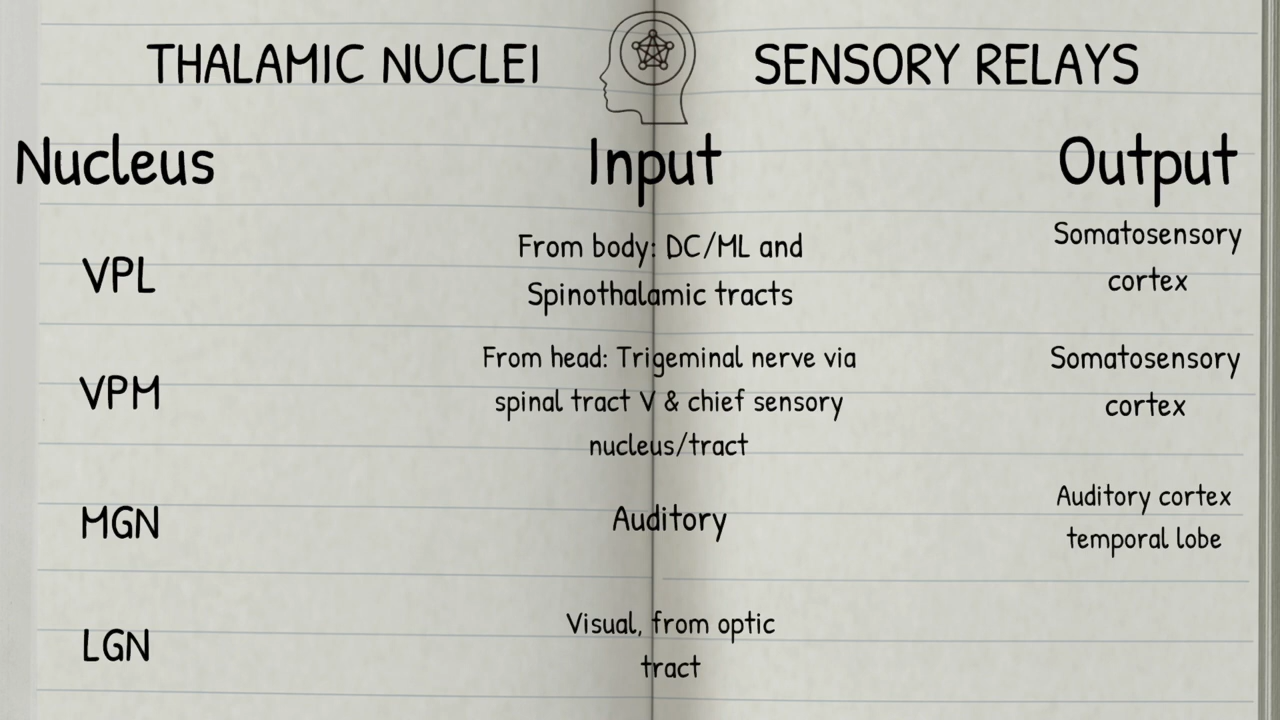 THALAMIC NUCLEI
SENSORY RELAYS
Nucleus
Input
Output
VPL
From body: DC/ML and
Spinothalamic tracts
Somatosensory
cortex
VPM
From head: Trigeminal nerve via
spinal tract V & chief sensory
nucleus/tract
Somatosensory
cortex
MGN
Auditory
Auditory cortex
temporal lobe
LGN
Visual, from optic
tract